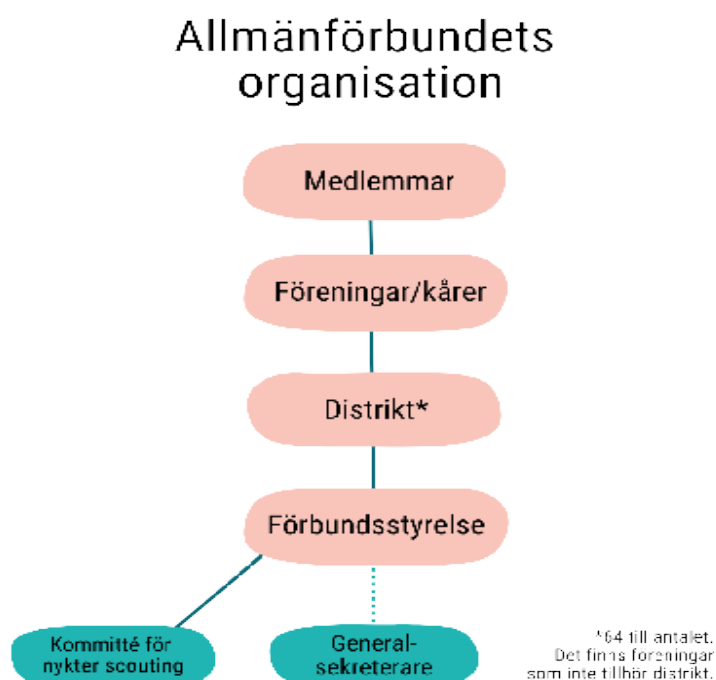 Allmänförbundets
organisation
Medlemmar
Föreningar/kårer
Distrikt*
Förbundsstyrelse
Kommitté för
nykter scouting
General-
sekreterare
*64 till antalet.
Det finns föreningar
som inte tillhör distrikt.